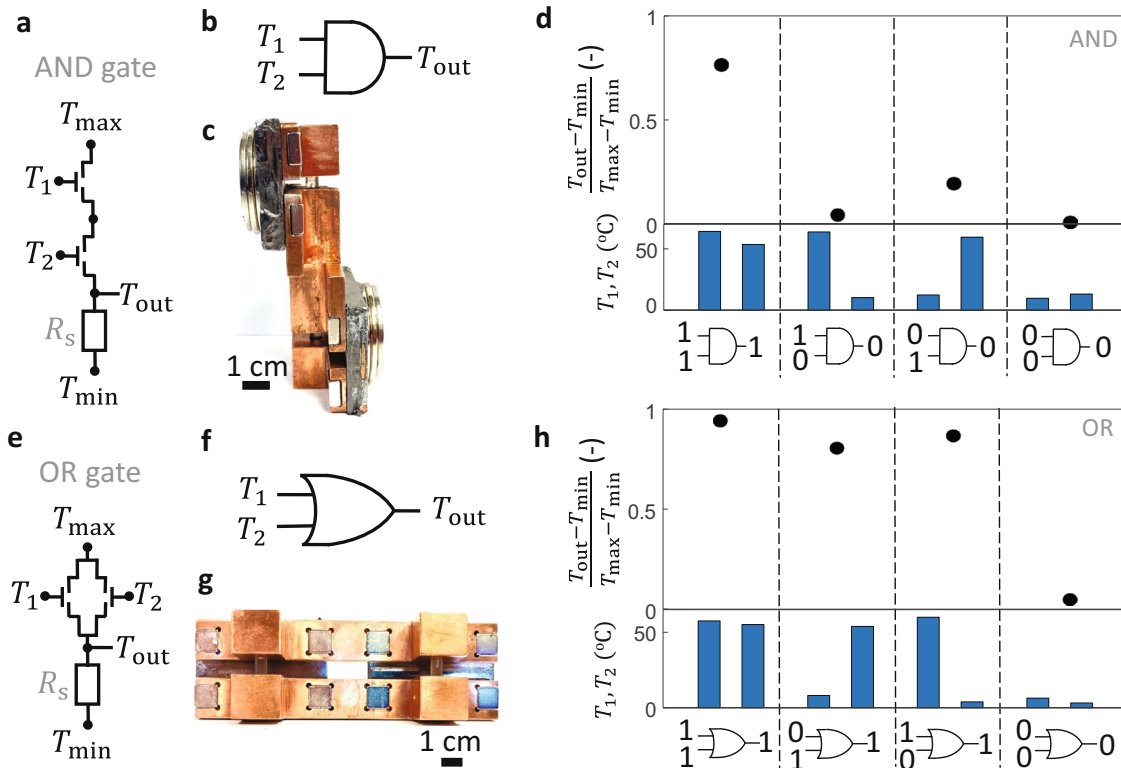 a
AND gate
T_max
T_1
T_2
T_out
R_s
T_min
b
T_1
T_2
T_out
c
1 cm
d
AND
1
0.5
0
(T_out−T_min)/(T_max−T_min) (-)
50
0
T_1, T_2 (°C)
1 1 1
1 0 0
0 1 0
0 0 0
e
OR gate
T_max
T_1
T_2
T_out
R_s
T_min
f
T_1
T_2
T_out
g
1 cm
h
OR
1
0.5
0
(T_out−T_min)/(T_max−T_min) (-)
50
0
T_1, T_2 (°C)
1 1 1
0 1 1
1 0 1
0 0 0